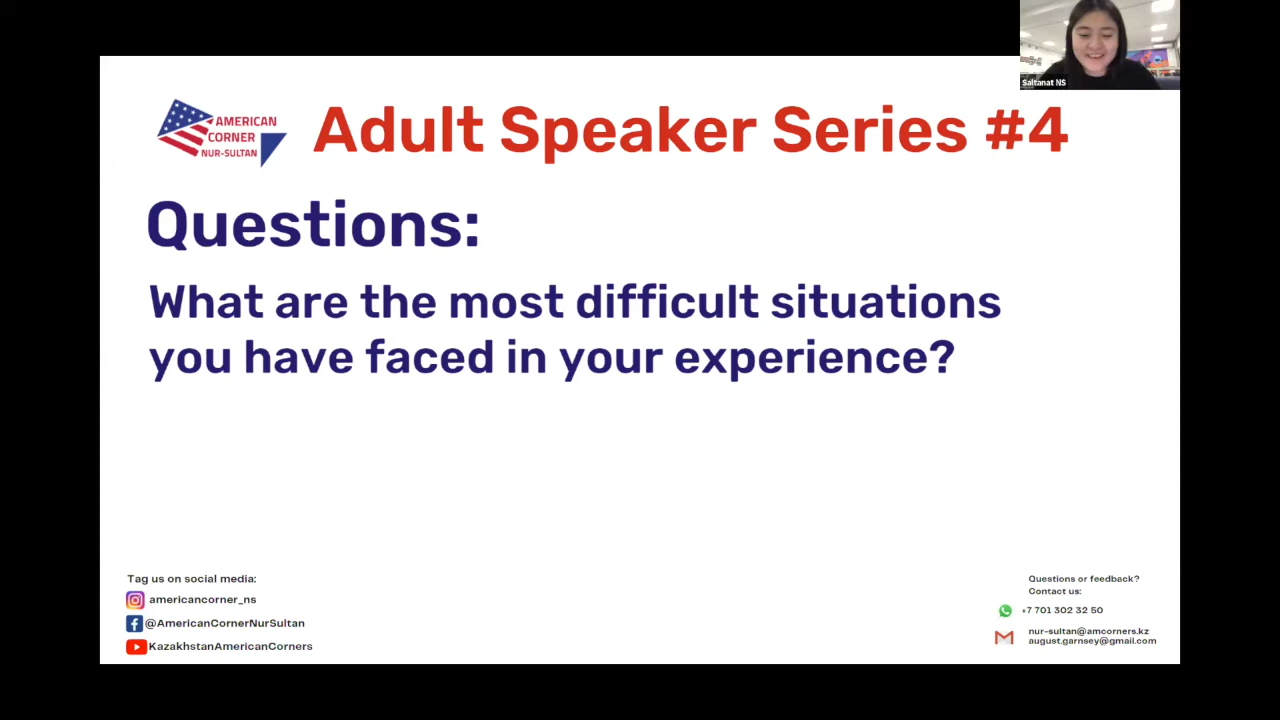 Saltanat NS
AMERICAN
CORNER
NUR-SULTAN
Adult Speaker Series #4
Questions:
What are the most difficult situations
you have faced in your experience?
Tag us on social media:
americancorner_ns
@AmericanCornerNurSultan
KazakhstanAmericanCorners
Questions or feedback?
Contact us:
+7 701 302 32 50
nur-sultan@amcorners.kz
august.garnsey@gmail.com